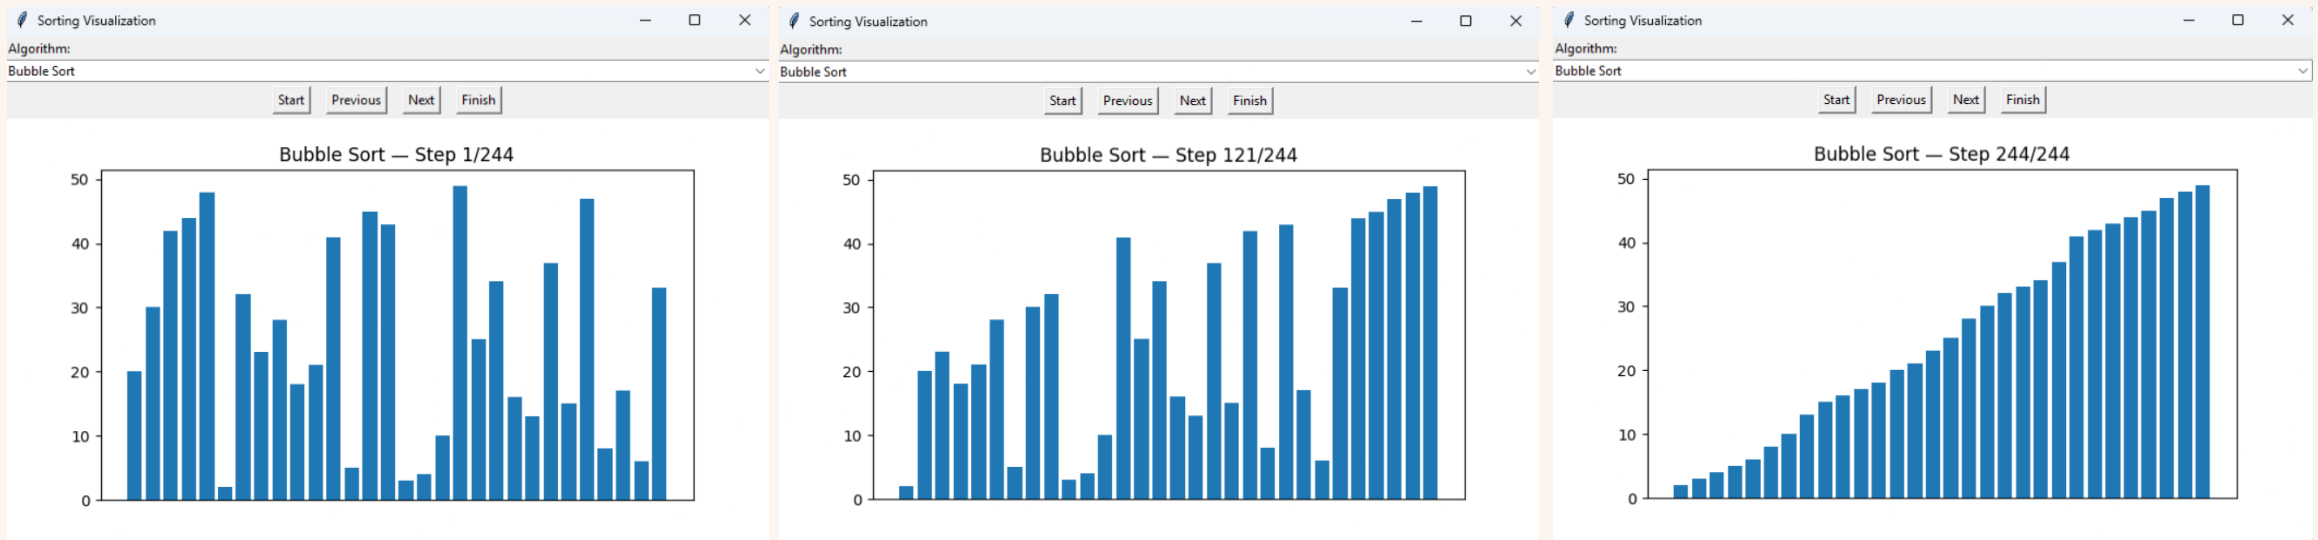 Sorting Visualization
Algorithm:
Bubble Sort
Start Previous Next Finish
Bubble Sort — Step 1/244
50
40
30
20
10
0
Sorting Visualization
Algorithm:
Bubble Sort
Start Previous Next Finish
Bubble Sort — Step 121/244
50
40
30
20
10
0
Sorting Visualization
Algorithm:
Bubble Sort
Start Previous Next Finish
Bubble Sort — Step 244/244
50
40
30
20
10
0